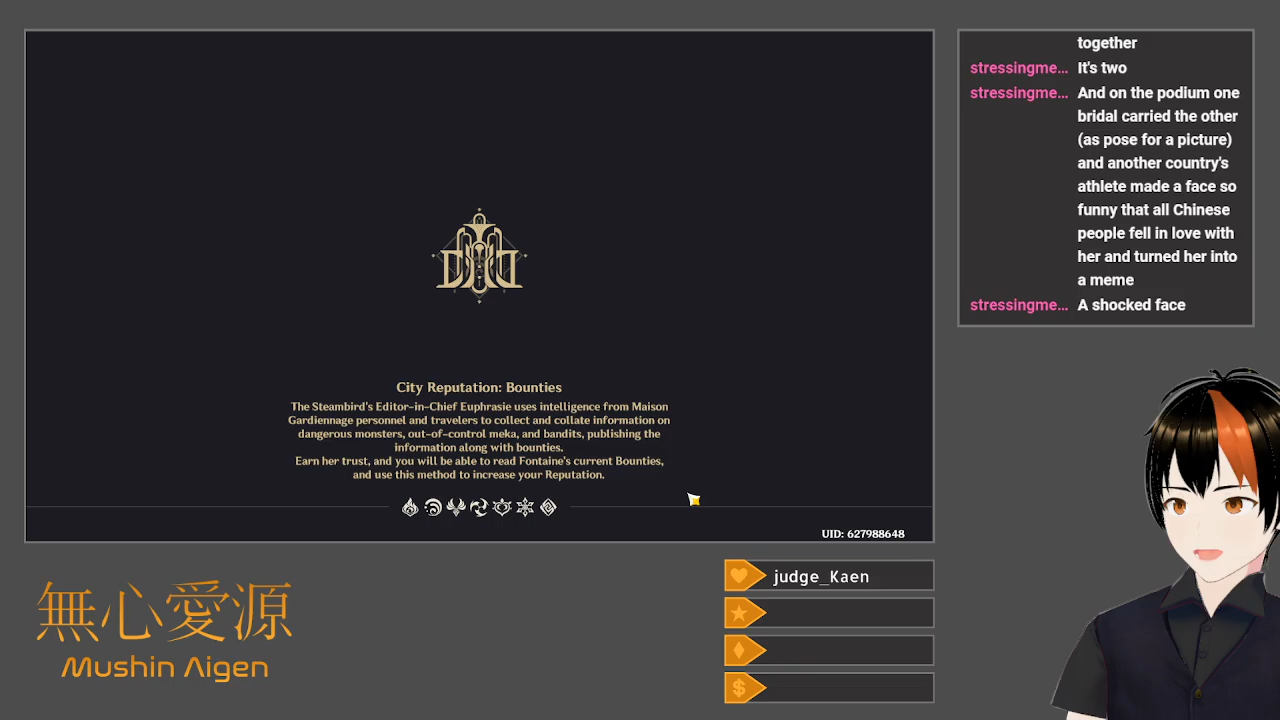 together
stressingme... It's two
stressingme... And on the podium one
bridal carried the other
(as pose for a picture)
and another country's
athlete made a face so
funny that all Chinese
people fell in love with
her and turned her into
a meme
stressingme... A shocked face
City Reputation: Bounties
The Steambird's Editor-in-Chief Euphrasie uses intelligence from Maison
Gardiennage personnel and travelers to collect and collate information on
dangerous monsters, out-of-control meka, and bandits, publishing the
information along with bounties.
Earn her trust, and you will be able to read Fontaine's current Bounties,
and use this method to increase your Reputation.
UID: 627988648
judge_Kaen
無心愛源
Mushin Aigen
$